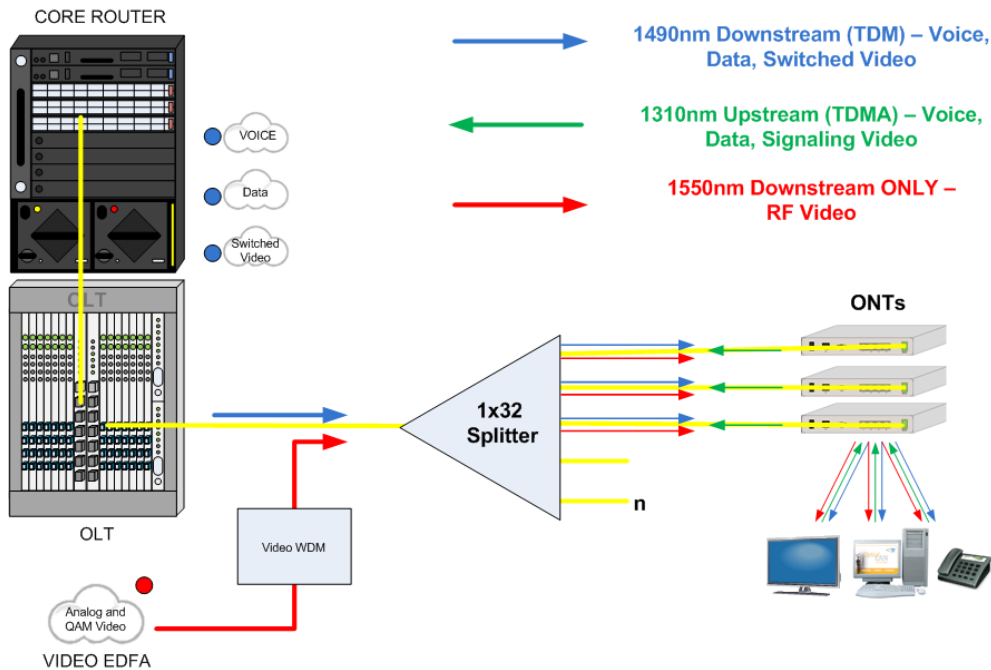 CORE ROUTER
1490nm Downstream (TDM) – Voice,
Data, Switched Video
1310nm Upstream (TDMA) – Voice,
Data, Signaling Video
1550nm Downstream ONLY –
RF Video
VOICE
Data
Switched
Video
OLT
ONTs
1x32
Splitter
n
OLT
Video WDM
Analog and
QAM Video
VIDEO EDFA